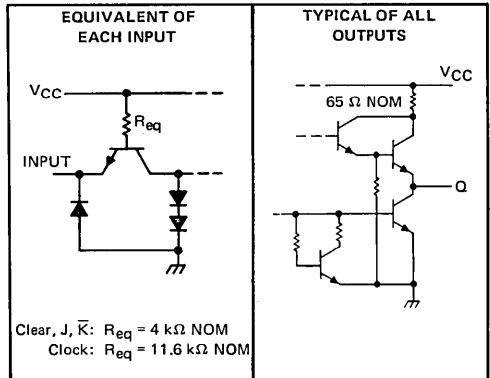 EQUIVALENT OF
EACH INPUT
VCC
Req
INPUT
Clear, J, K̅: Req = 4 kΩ NOM
Clock: Req = 11.6 kΩ NOM
TYPICAL OF ALL
OUTPUTS
VCC
65 Ω NOM
Q